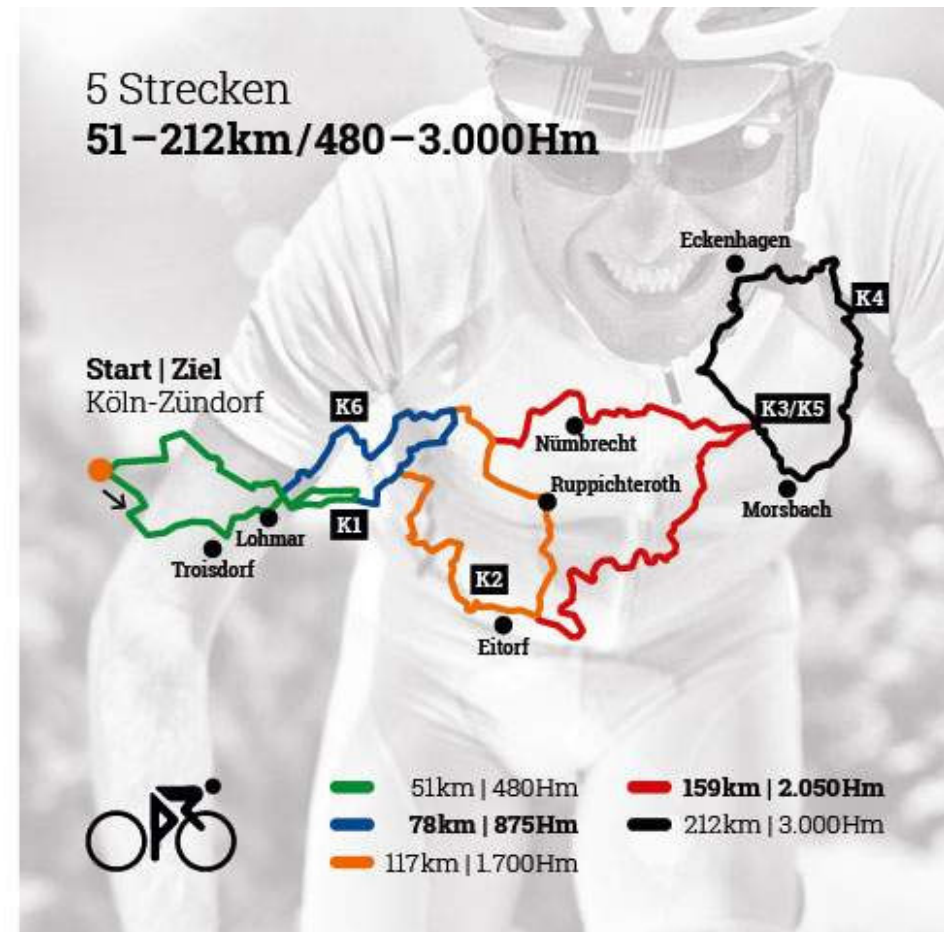 5 Strecken
51–212km/480–3.000Hm
Eckenhagen
K4
Start | Ziel
Köln-Zündorf
K6
K3/K5
Nümbrecht
Ruppichteroth
Morsbach
Lohmar
K1
Troisdorf
K2
Eitorf
51km | 480Hm
78km | 875Hm
117km | 1.700Hm
159km | 2.050Hm
212km | 3.000Hm